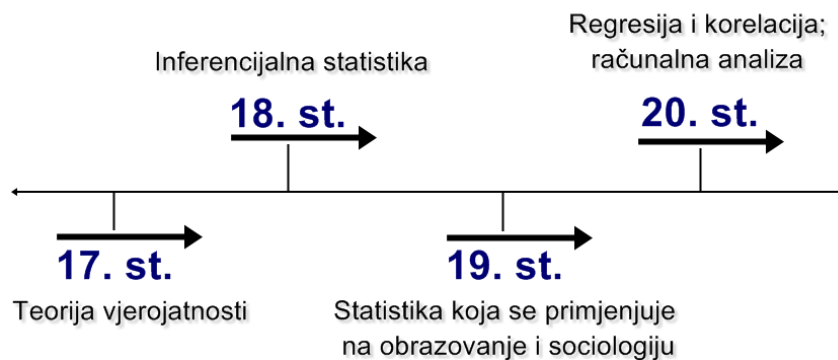 Regresija i korelacija;
računalna analiza
20. st.
Inferencijalna statistika
18. st.
17. st.
Teorija vjerojatnosti
19. st.
Statistika koja se primjenjuje
na obrazovanje i sociologiju